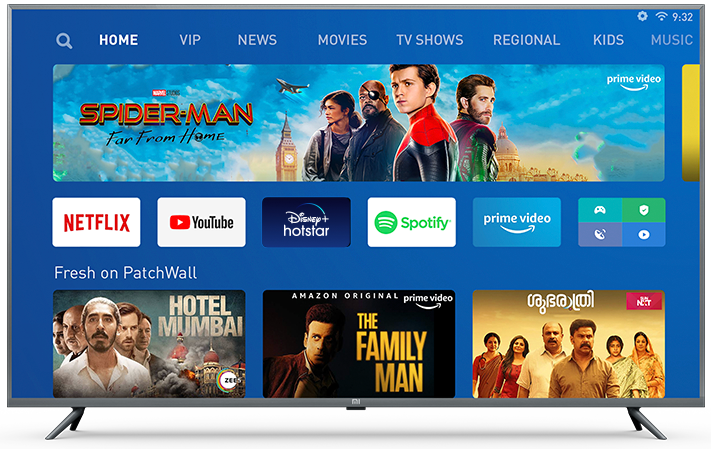 9:32
HOME VIP NEWS MOVIES TV SHOWS REGIONAL KIDS MUSIC
MARVEL STUDIOS
prime video
SPIDER-MAN
Far From Home
NETFLIX
YouTube
Disney+
hotstar
Spotify
prime video
Fresh on PatchWall
HOTEL
MUMBAI
ZEE5
AMAZON ORIGINAL
prime video
THE
FAMILY
MAN
ശുഭരാത്രി
MI